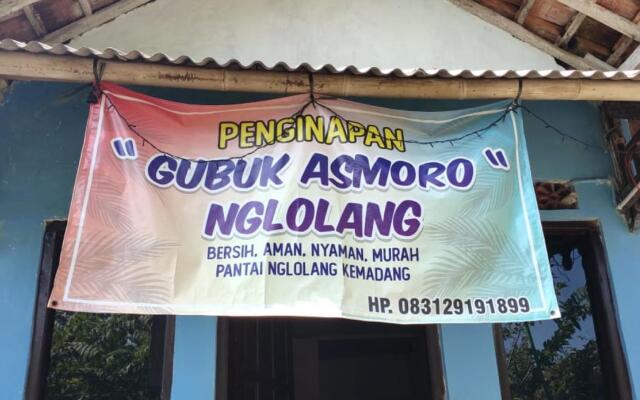 PENGINAPAN
"GUBUK ASMORO"
NGLOLANG
BERSIH, AMAN, NYAMAN, MURAH
PANTAI NGLOLANG KEMADANG
HP. 083129191899